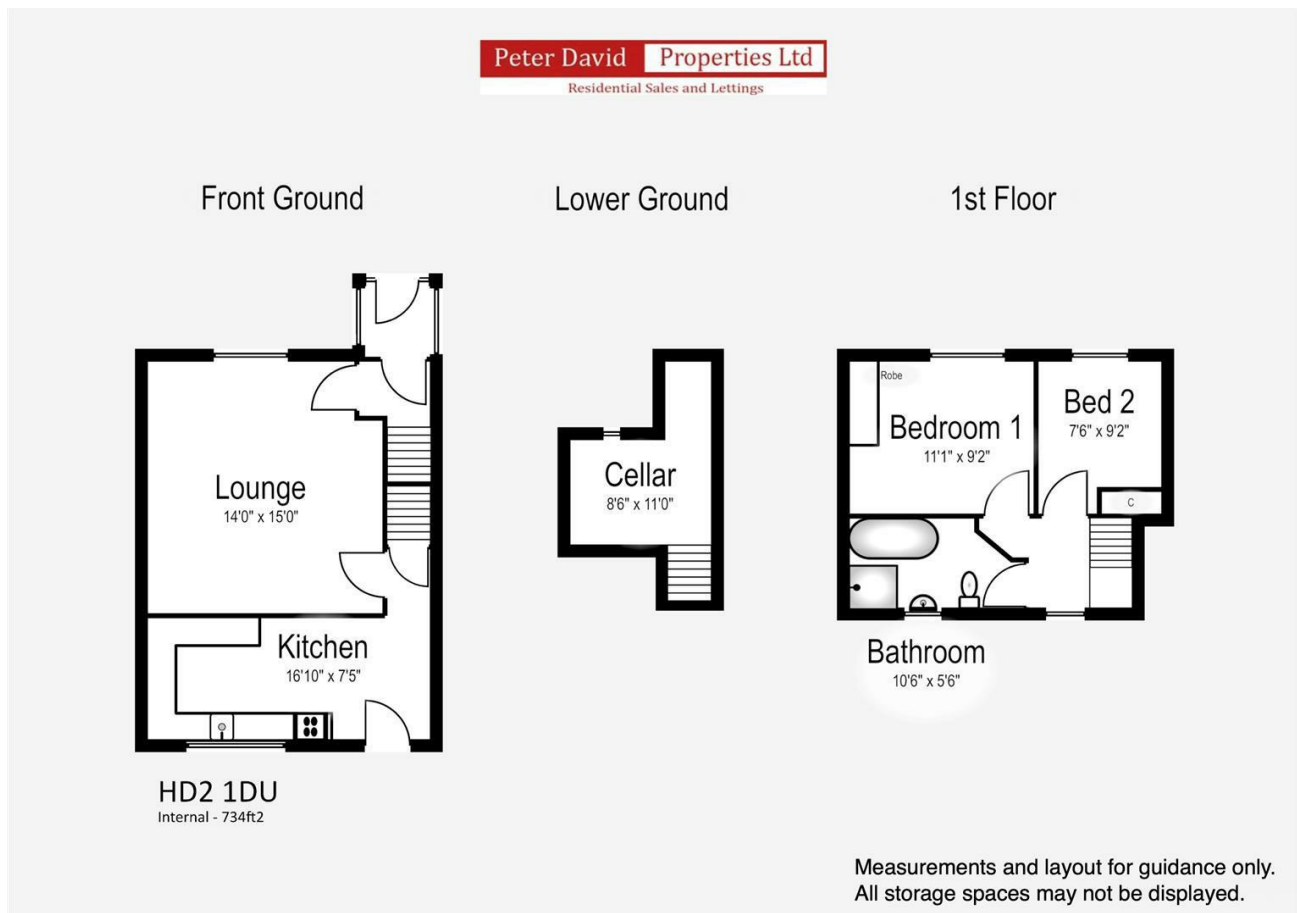 Peter David Properties Ltd
Residential Sales and Lettings
Front Ground
Lower Ground
1st Floor
Lounge
14'0" x 15'0"
Kitchen
16'10" x 7'5"
Cellar
8'6" x 11'0"
Robe
Bedroom 1
11'1" x 9'2"
Bed 2
7'6" x 9'2"
C
Bathroom
10'6" x 5'6"
HD2 1DU
Internal - 734ft2
Measurements and layout for guidance only.
All storage spaces may not be displayed.